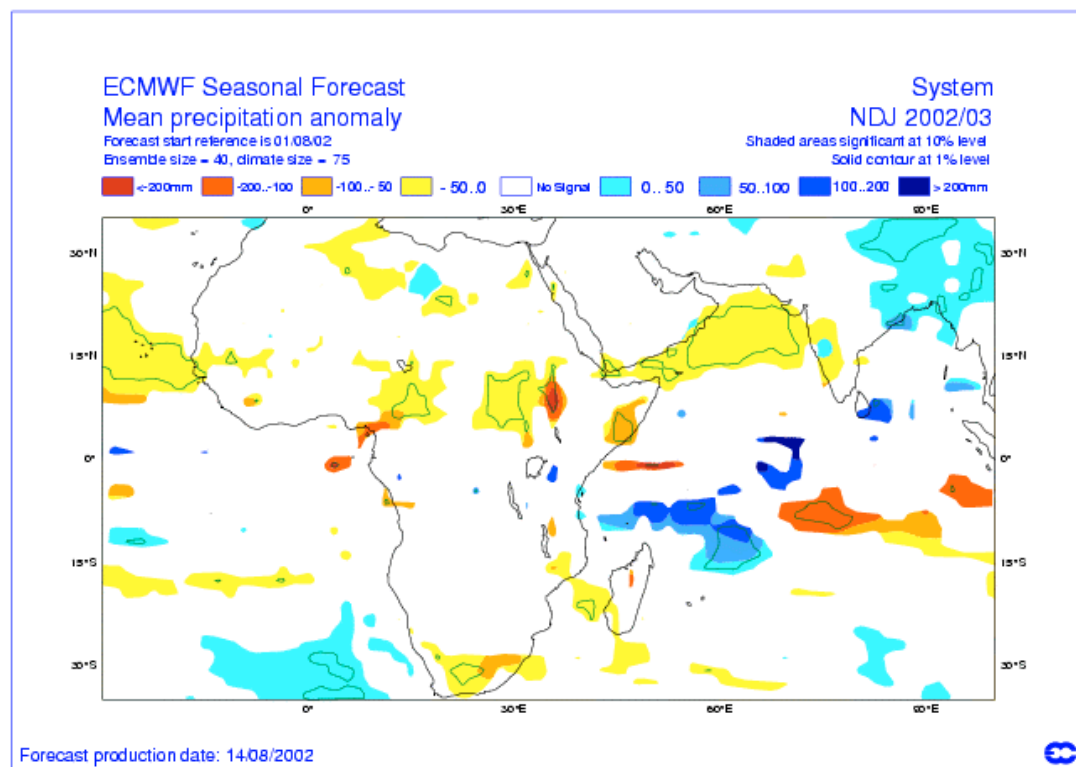 ECMWF Seasonal Forecast
System
Mean precipitation anomaly
NDJ 2002/03
Forecast start reference is 01/08/02
Shaded areas significant at 10% level
Ensemble size = 40, climate size = 75
Solid contour at 1% level
<-200mm -200..-100 -100..-50 -50..0 No Signal 0..50 50..100 100..200 >200mm
0° 30°E 60°E 90°E
30°N 30°N
15°N 15°N
0° 0°
15°S 15°S
30°S 30°S
0° 30°E 60°E 90°E
Forecast production date: 14/08/2002